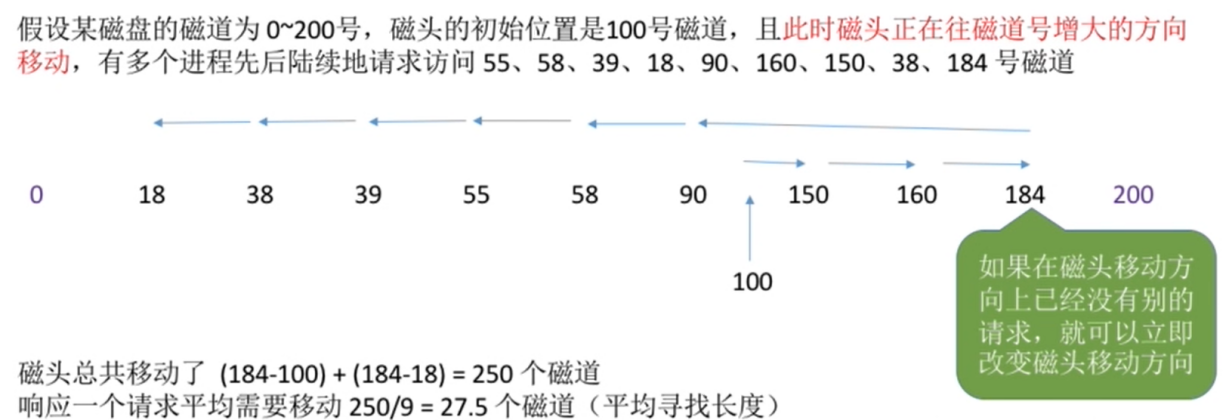 假设某磁盘的磁道为 0~200号，磁头的初始位置是100号磁道，且此时磁头正在往磁道号增大的方向
移动，有多个进程先后陆续地请求访问 55、58、39、18、90、160、150、38、184 号磁道
0 18 38 39 55 58 90 150 160 184 200
100
如果在磁头移动方
向上已经没有别的
请求，就可以立即
改变磁头移动方向
磁头总共移动了 (184-100) + (184-18) = 250 个磁道
响应一个请求平均需要移动 250/9 = 27.5 个磁道（平均寻找长度）